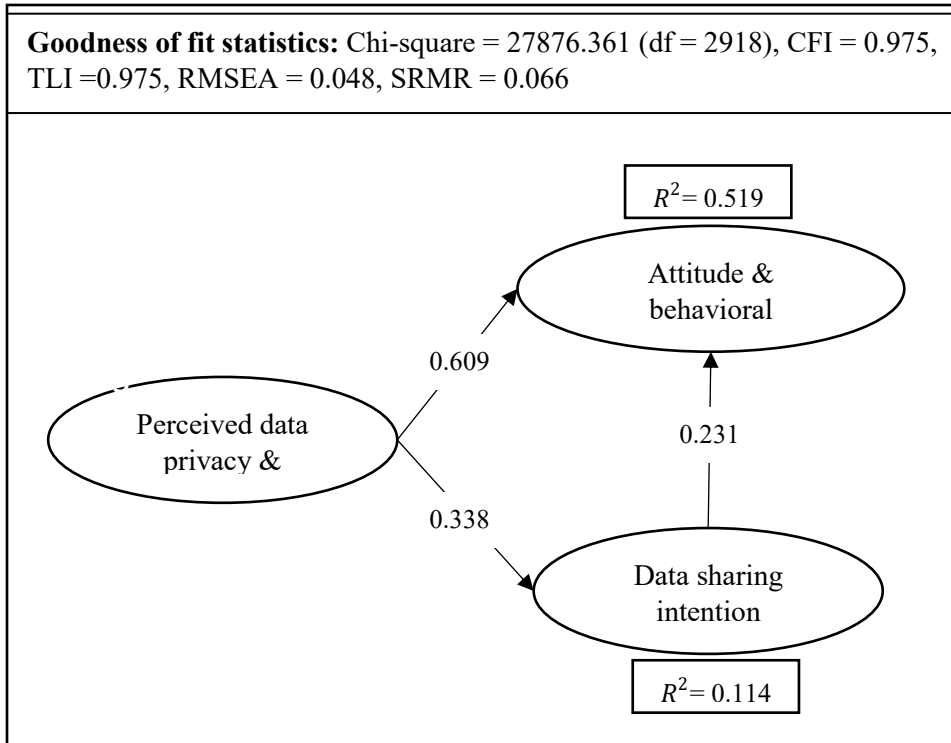 Goodness of fit statistics: Chi-square = 27876.361 (df = 2918), CFI = 0.975,
TLI =0.975, RMSEA = 0.048, SRMR = 0.066
R²= 0.519
Attitude &
behavioral
0.609
Perceived data
privacy &
0.231
0.338
Data sharing
intention
R²= 0.114